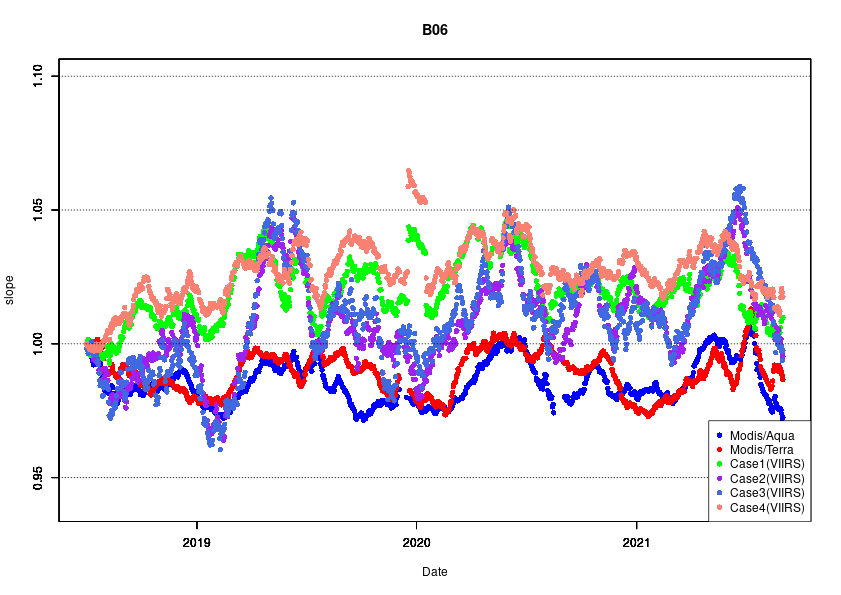 B06
slope
1.10
1.05
1.00
0.95
2019
2020
2021
Date
Modis/Aqua
Modis/Terra
Case1(VIIRS)
Case2(VIIRS)
Case3(VIIRS)
Case4(VIIRS)